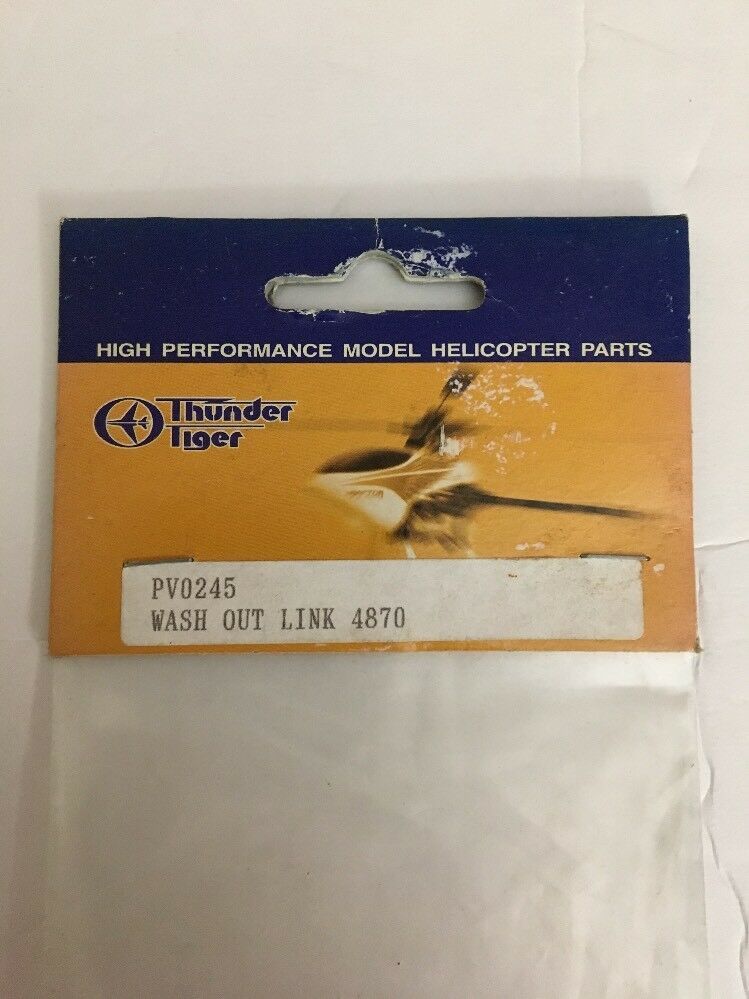 HIGH PERFORMANCE MODEL HELICOPTER PARTS
Thunder
Tiger
PV0245
WASH OUT LINK 4870